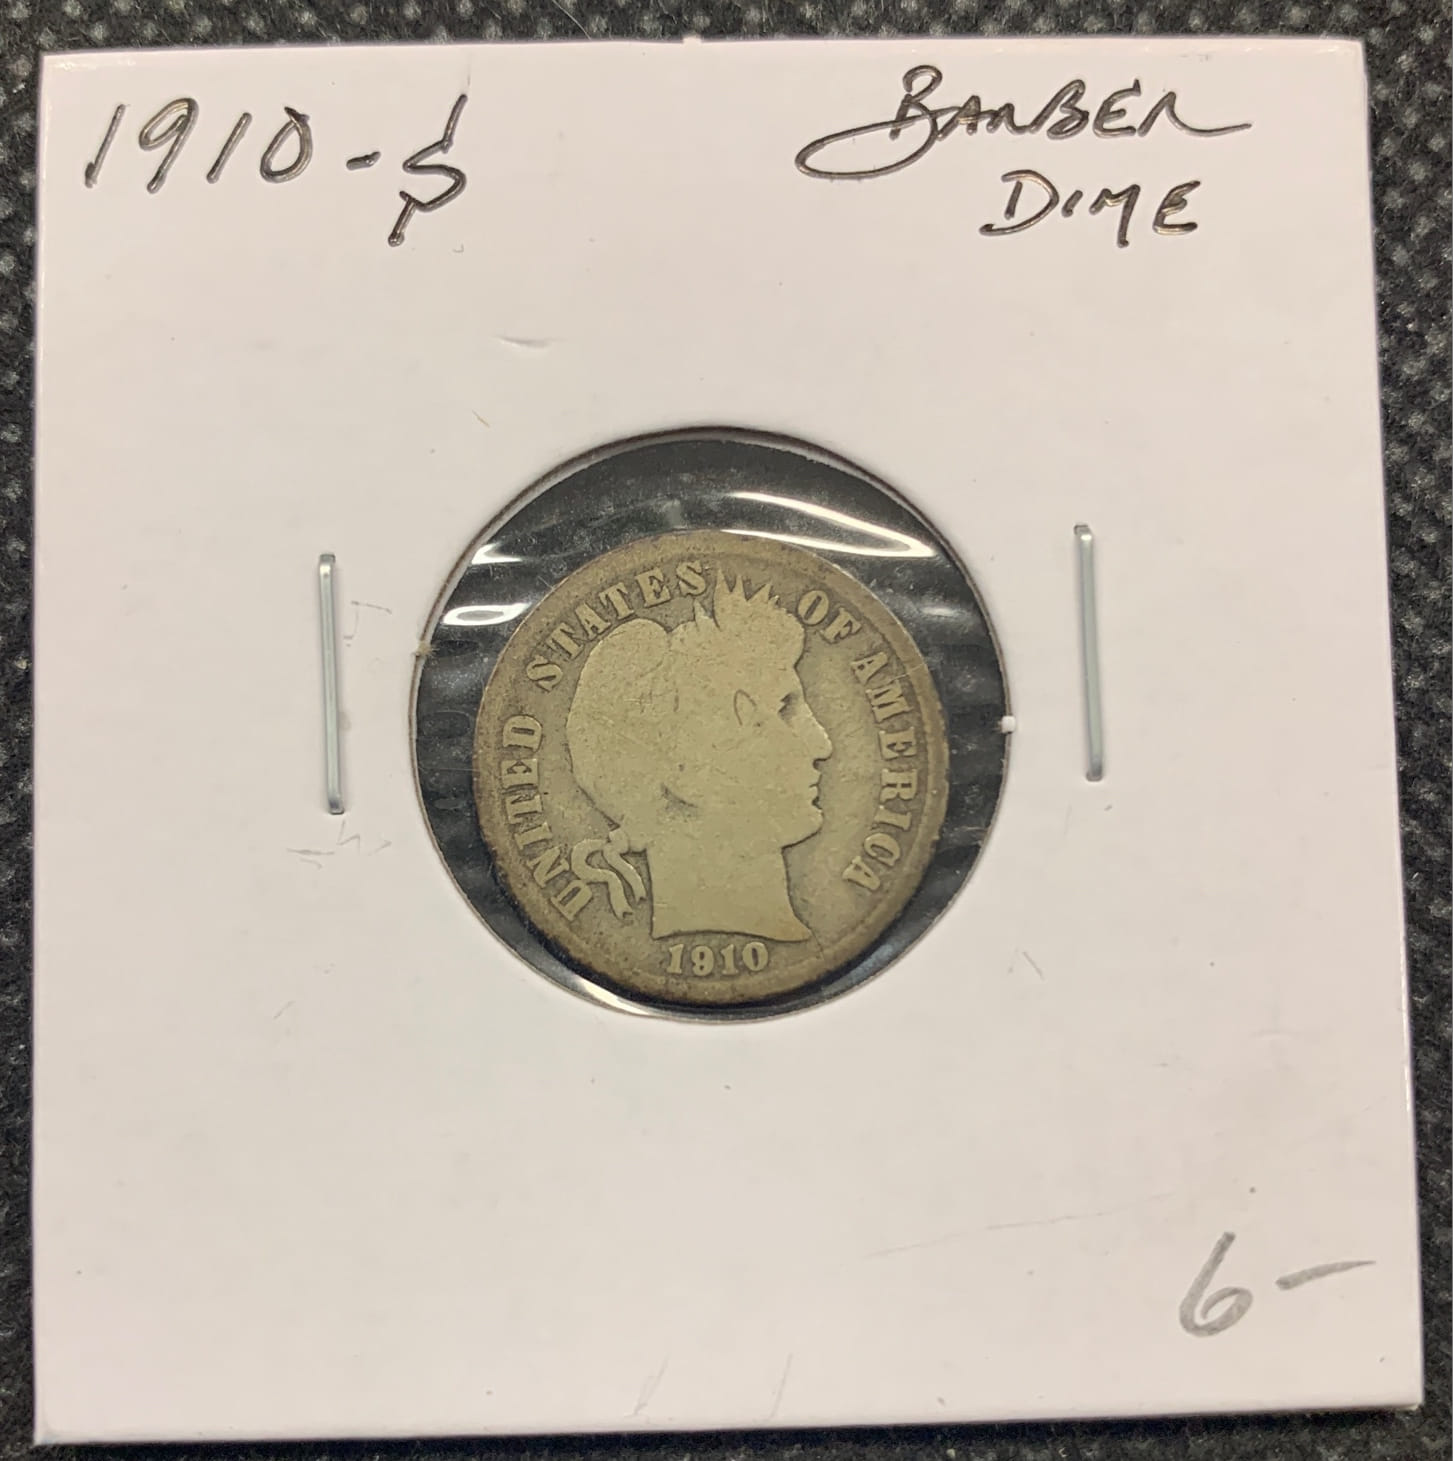 1910-S
BARBER
DIME
UNITED STATES OF AMERICA
1910
6-